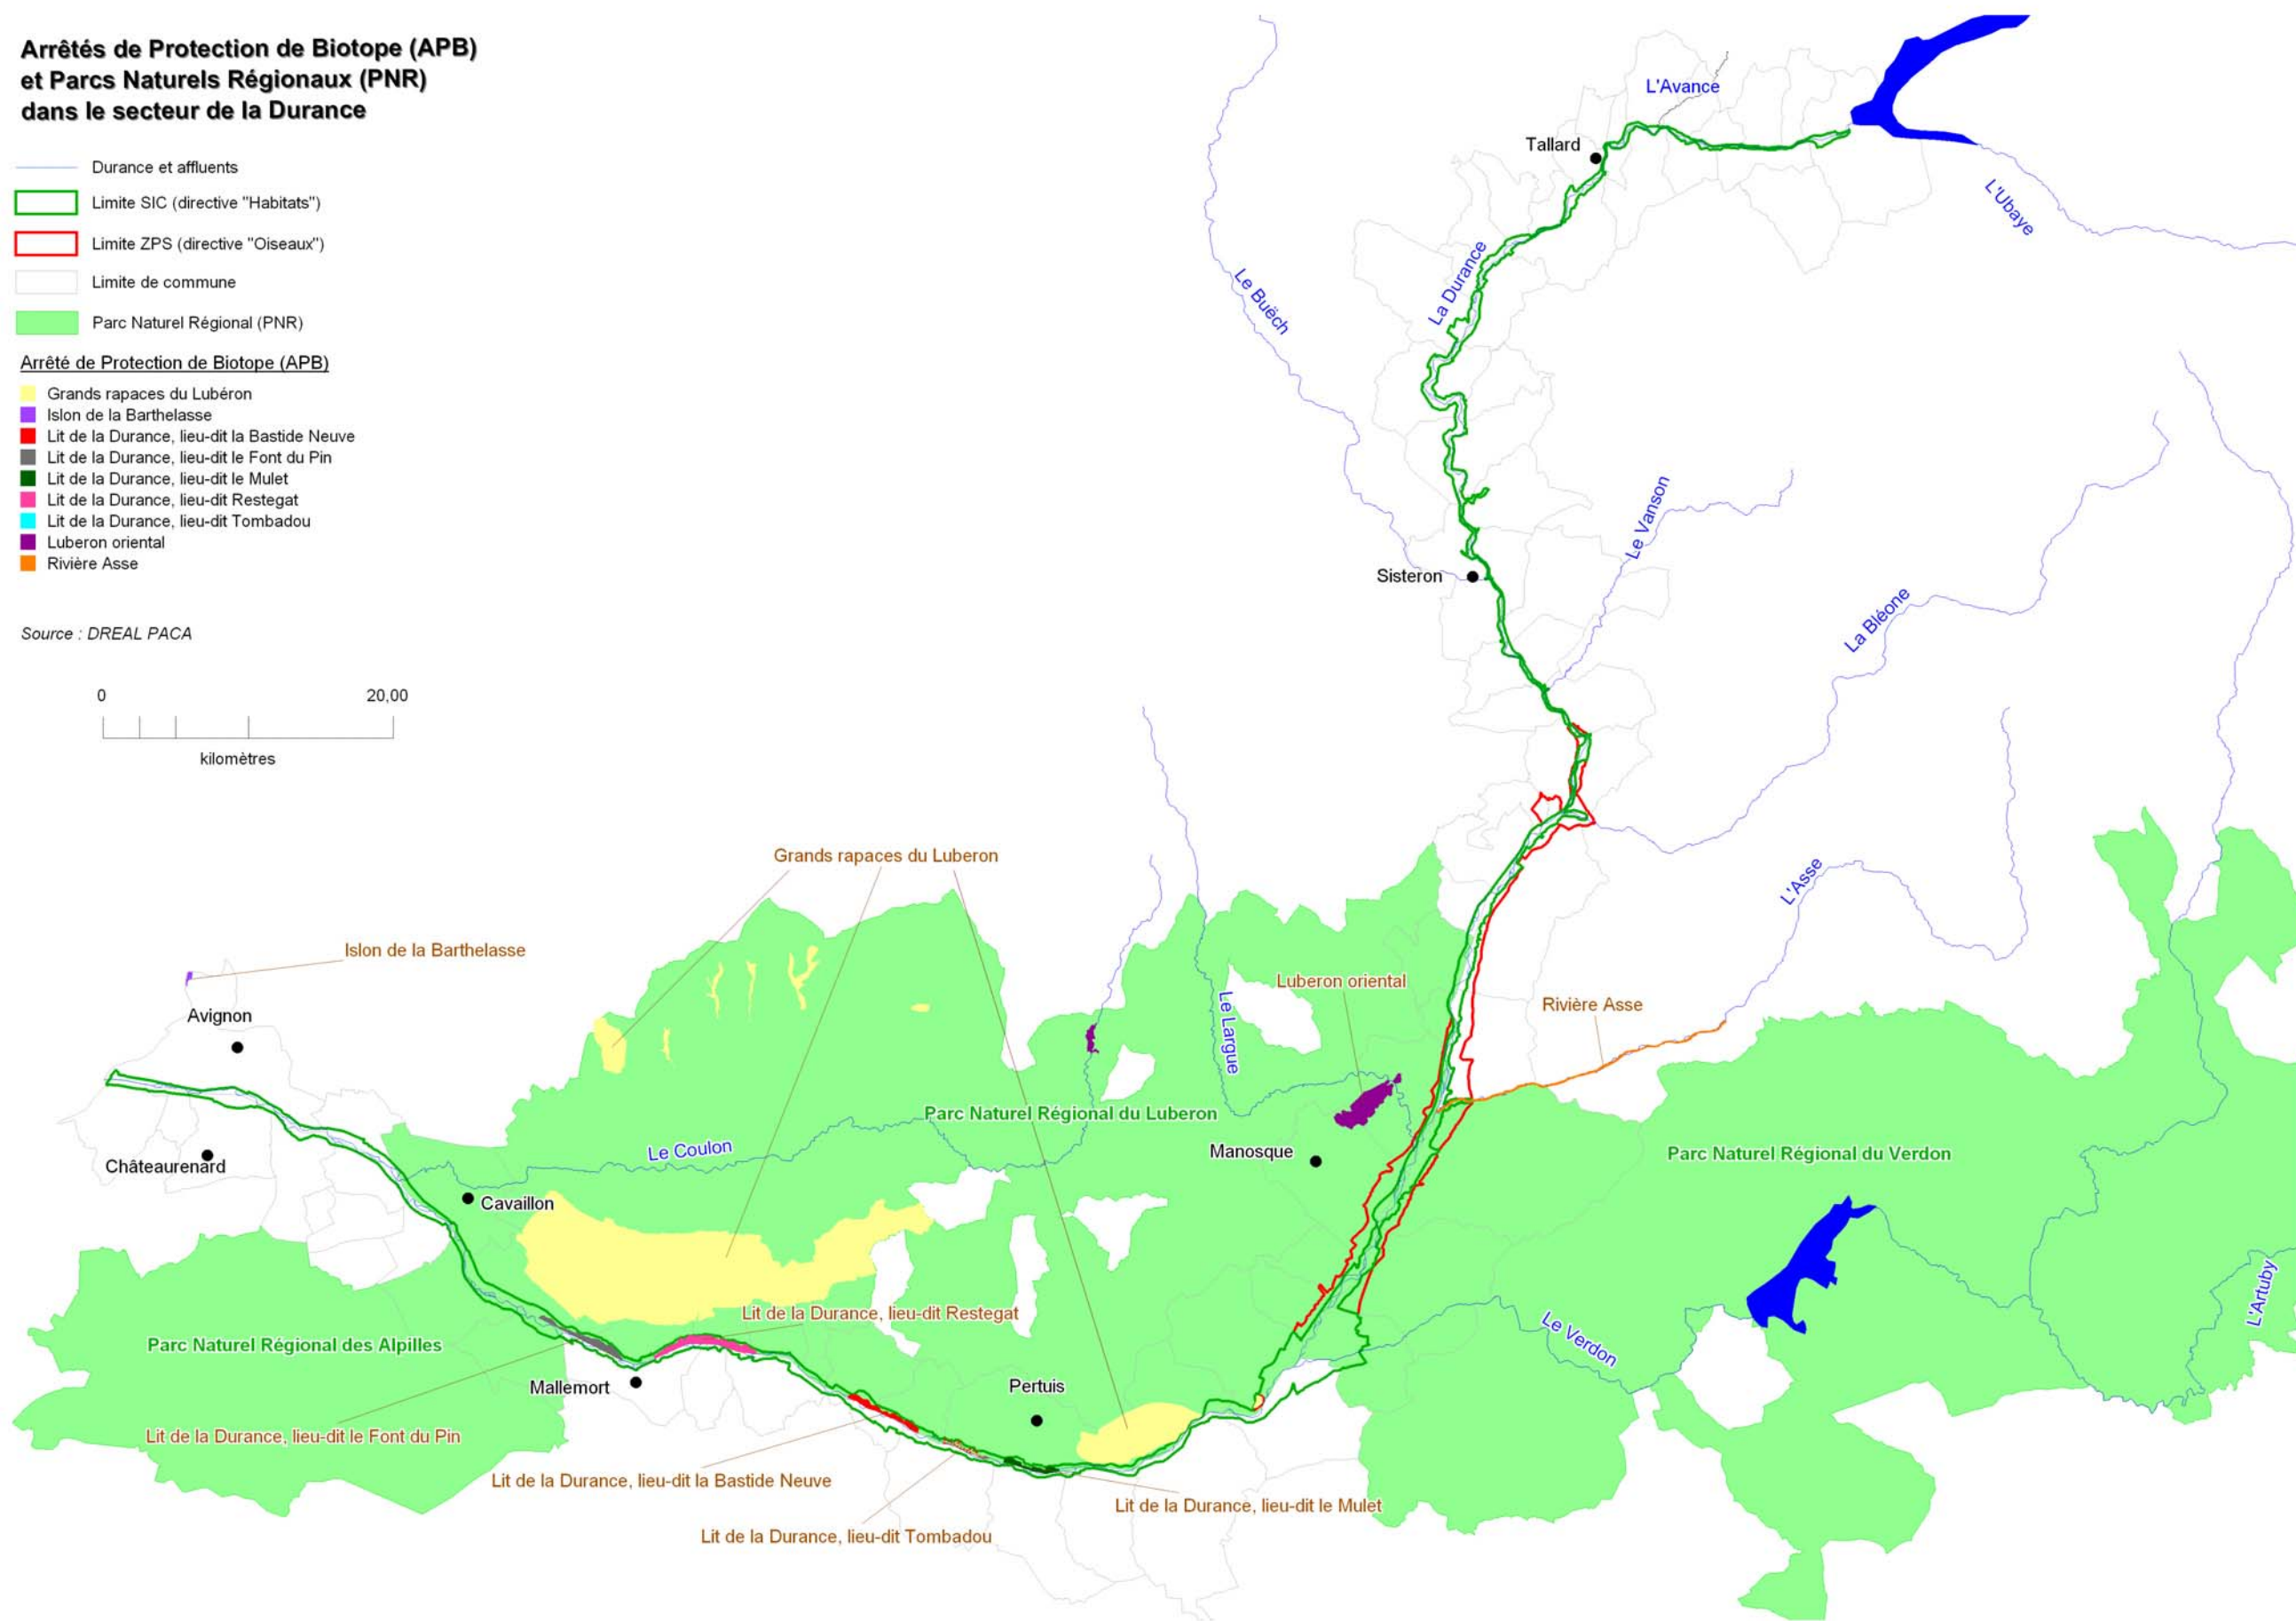 Arrêtés de Protection de Biotope (APB)
et Parcs Naturels Régionaux (PNR)
dans le secteur de la Durance
Durance et affluents
Limite SIC (directive "Habitats")
Limite ZPS (directive "Oiseaux")
Limite de commune
Parc Naturel Régional (PNR)
Arrêté de Protection de Biotope (APB)
Grands rapaces du Lubéron
Islon de la Barthelasse
Lit de la Durance, lieu-dit la Bastide Neuve
Lit de la Durance, lieu-dit le Font du Pin
Lit de la Durance, lieu-dit le Mulet
Lit de la Durance, lieu-dit Restegat
Lit de la Durance, lieu-dit Tombadou
Luberon oriental
Rivière Asse
Source : DREAL PACA
0 20,00
kilomètres
L'Avance
Tallard
L'Ubaye
La Durance
Le Buëch
Le Vanson
Sisteron
La Bléone
Grands rapaces du Luberon
L'Asse
Islon de la Barthelasse
Luberon oriental
Rivière Asse
Avignon
Le Largue
Parc Naturel Régional du Luberon
Le Coulon
Manosque
Parc Naturel Régional du Verdon
Châteaurenard
Cavaillon
L'Artuby
Lit de la Durance, lieu-dit Restegat
Le Verdon
Parc Naturel Régional des Alpilles
Mallemort
Pertuis
Lit de la Durance, lieu-dit le Font du Pin
Lit de la Durance, lieu-dit la Bastide Neuve
Lit de la Durance, lieu-dit le Mulet
Lit de la Durance, lieu-dit Tombadou